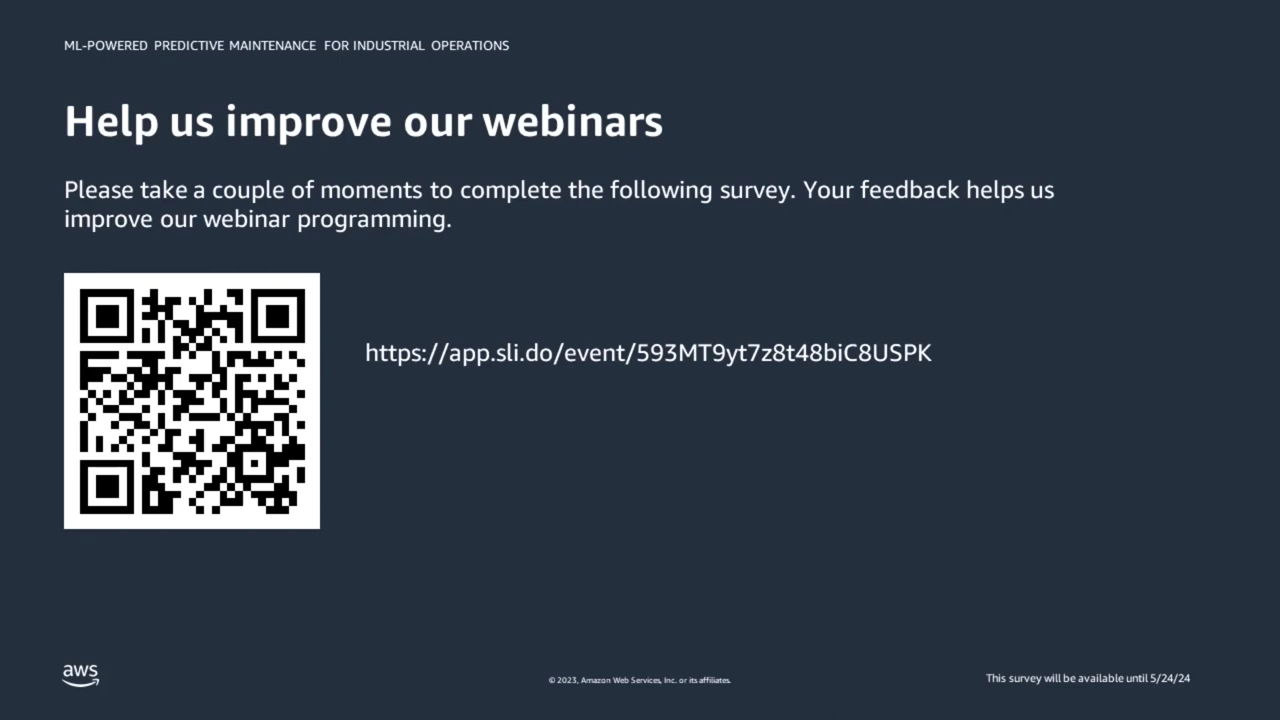 ML-POWERED PREDICTIVE MAINTENANCE FOR INDUSTRIAL OPERATIONS
Help us improve our webinars
Please take a couple of moments to complete the following survey. Your feedback helps us
improve our webinar programming.
https://app.sli.do/event/593MT9yt7z8t48biC8USPK
aws
© 2023, Amazon Web Services, Inc. or its affiliates.
This survey will be available until 5/24/24